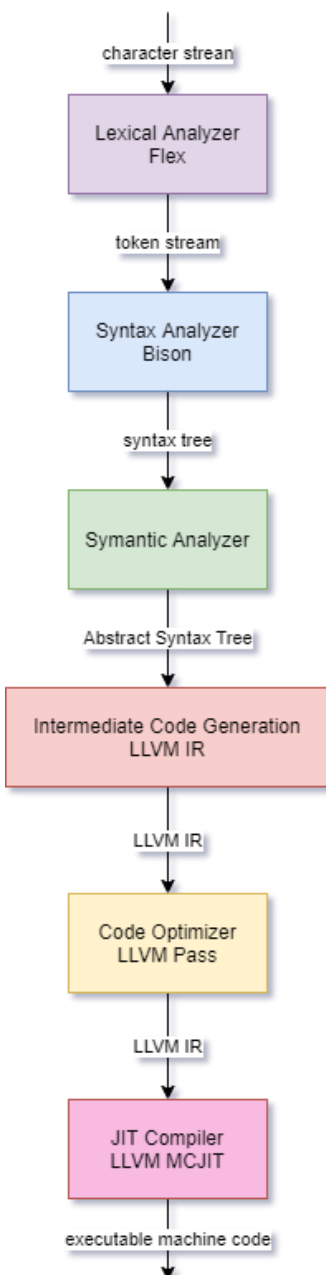 character strean
Lexical Analyzer
Flex
token stream
Syntax Analyzer
Bison
syntax tree
Symantic Analyzer
Abstract Syntax Tree
Intermediate Code Generation
LLVM IR
LLVM IR
Code Optimizer
LLVM Pass
LLVM IR
JIT Compiler
LLVM MCJIT
executable machine code